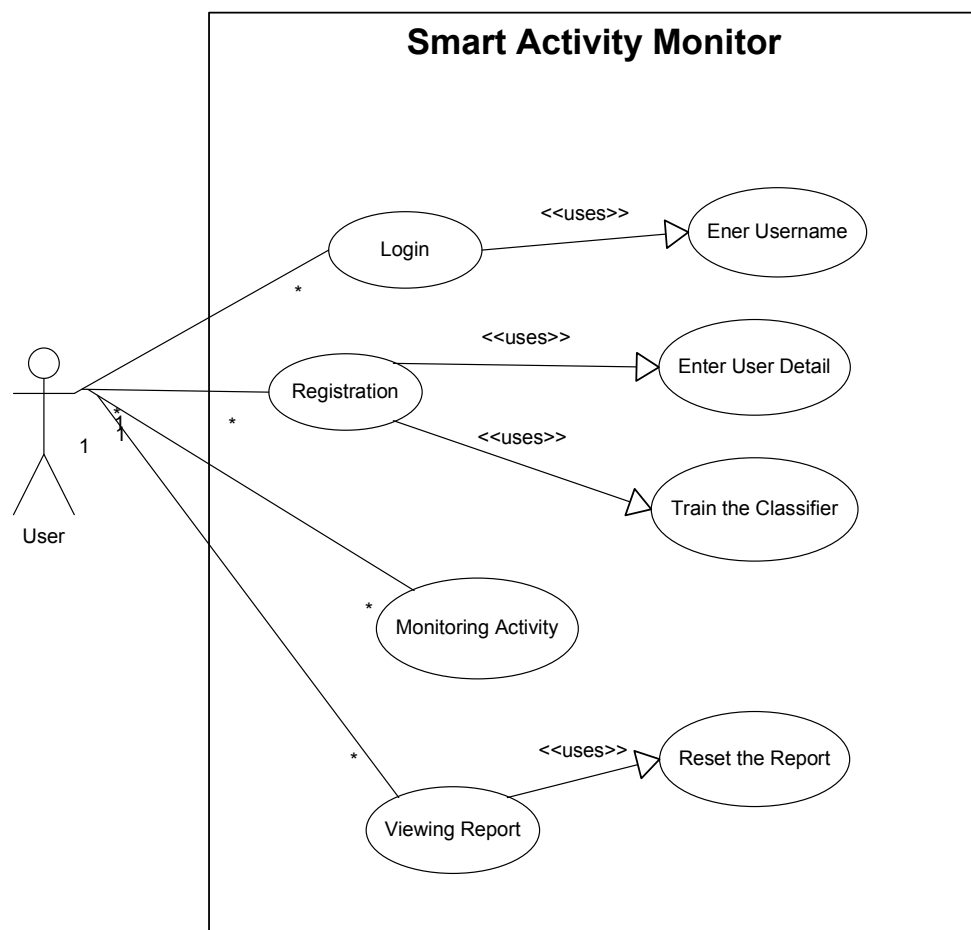 Smart Activity Monitor
<<uses>>
Ener Username
Login
*
<<uses>>
Enter User Detail
Registration
*
*
1
1
1
<<uses>>
Train the Classifier
User
*
Monitoring Activity
*
<<uses>>
Reset the Report
Viewing Report